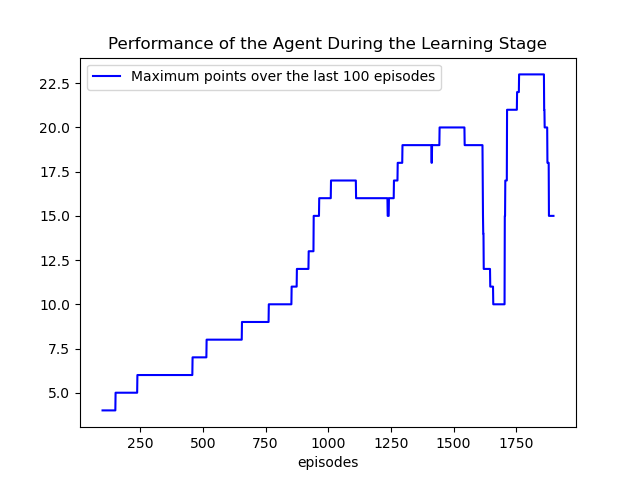 Performance of the Agent During the Learning Stage
Maximum points over the last 100 episodes
22.5
20.0
17.5
15.0
12.5
10.0
7.5
5.0
250 500 750 1000 1250 1500 1750
episodes